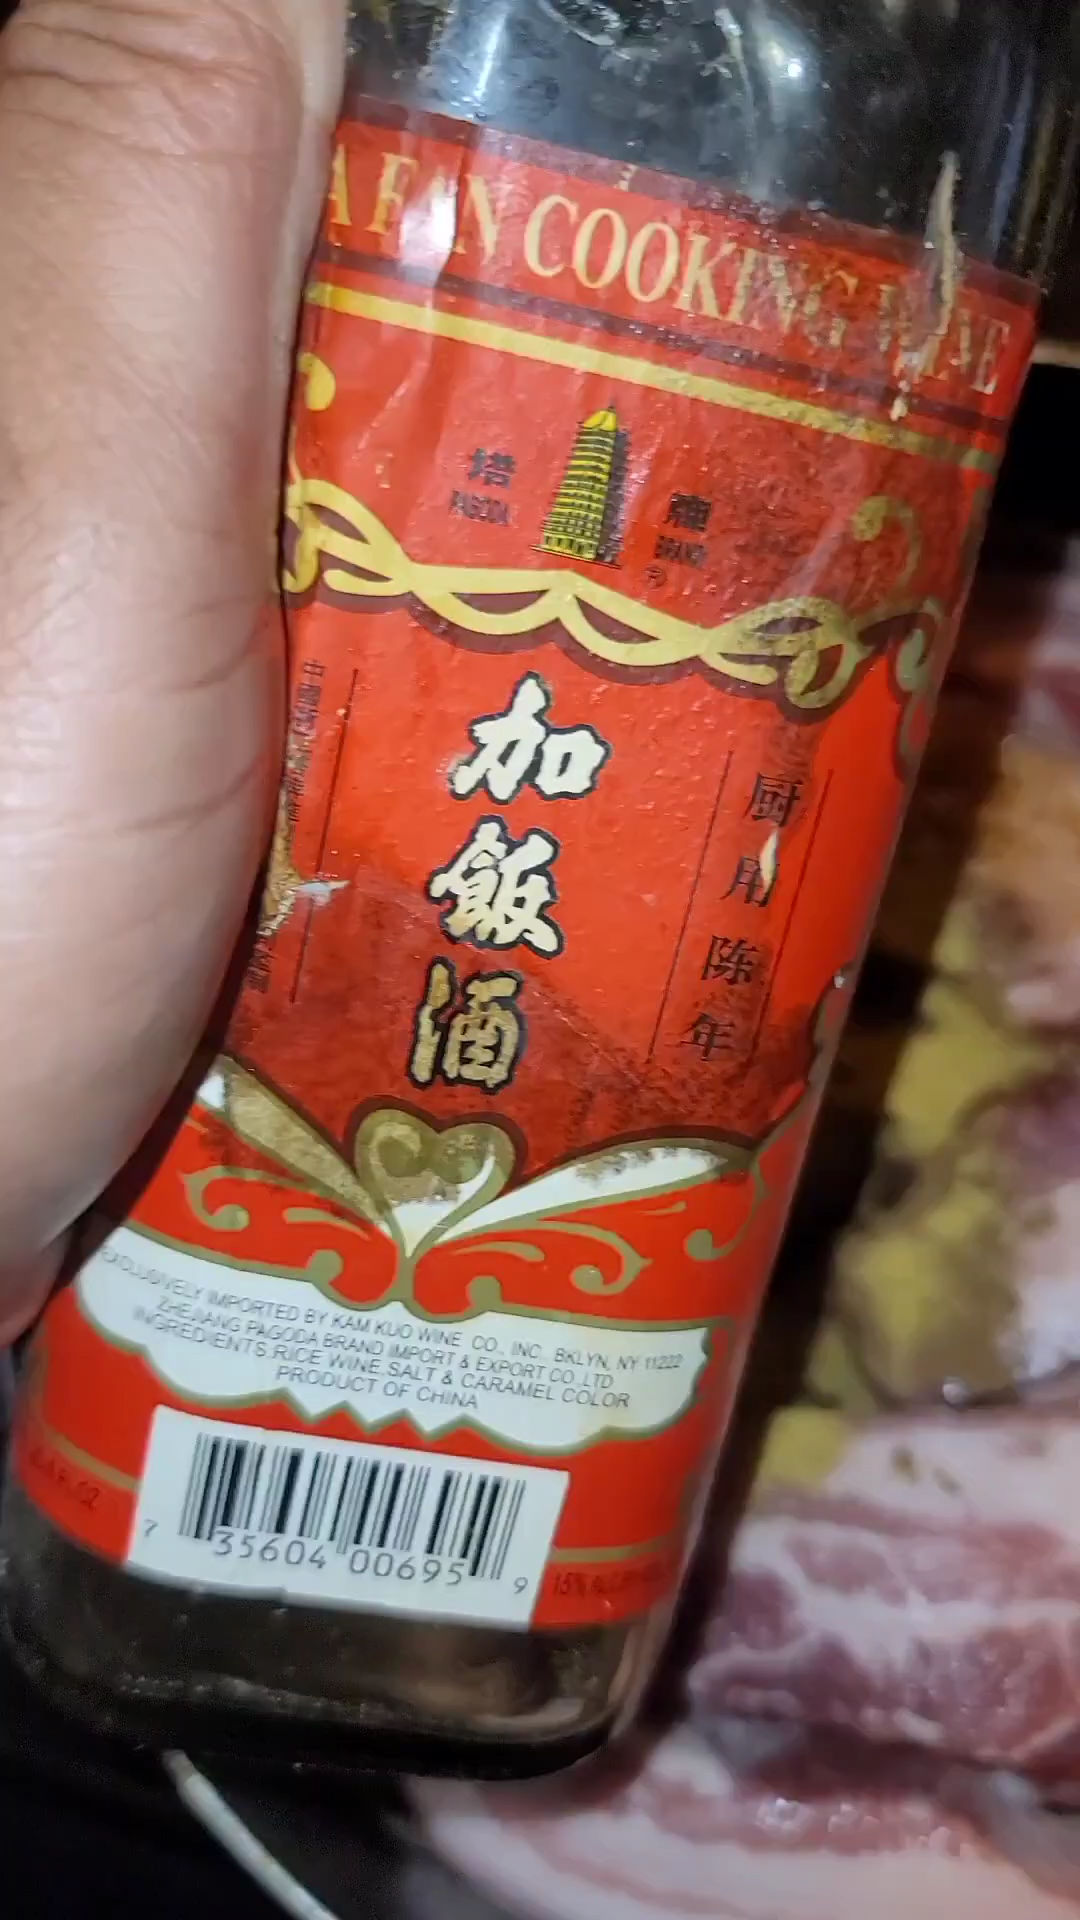 A FAN COOKING WINE
塔 牌
PAGODA BRAND
®
加飯酒
厨用陈年
EXCLUSIVELY IMPORTED BY KAM KUO WINE CO., INC. BKLYN, NY 11222
ZHEJIANG PAGODA BRAND IMPORT & EXPORT CO.,LTD
INGREDIENTS:RICE WINE.SALT & CARAMEL COLOR
PRODUCT OF CHINA
7 35604 00695 9
15%